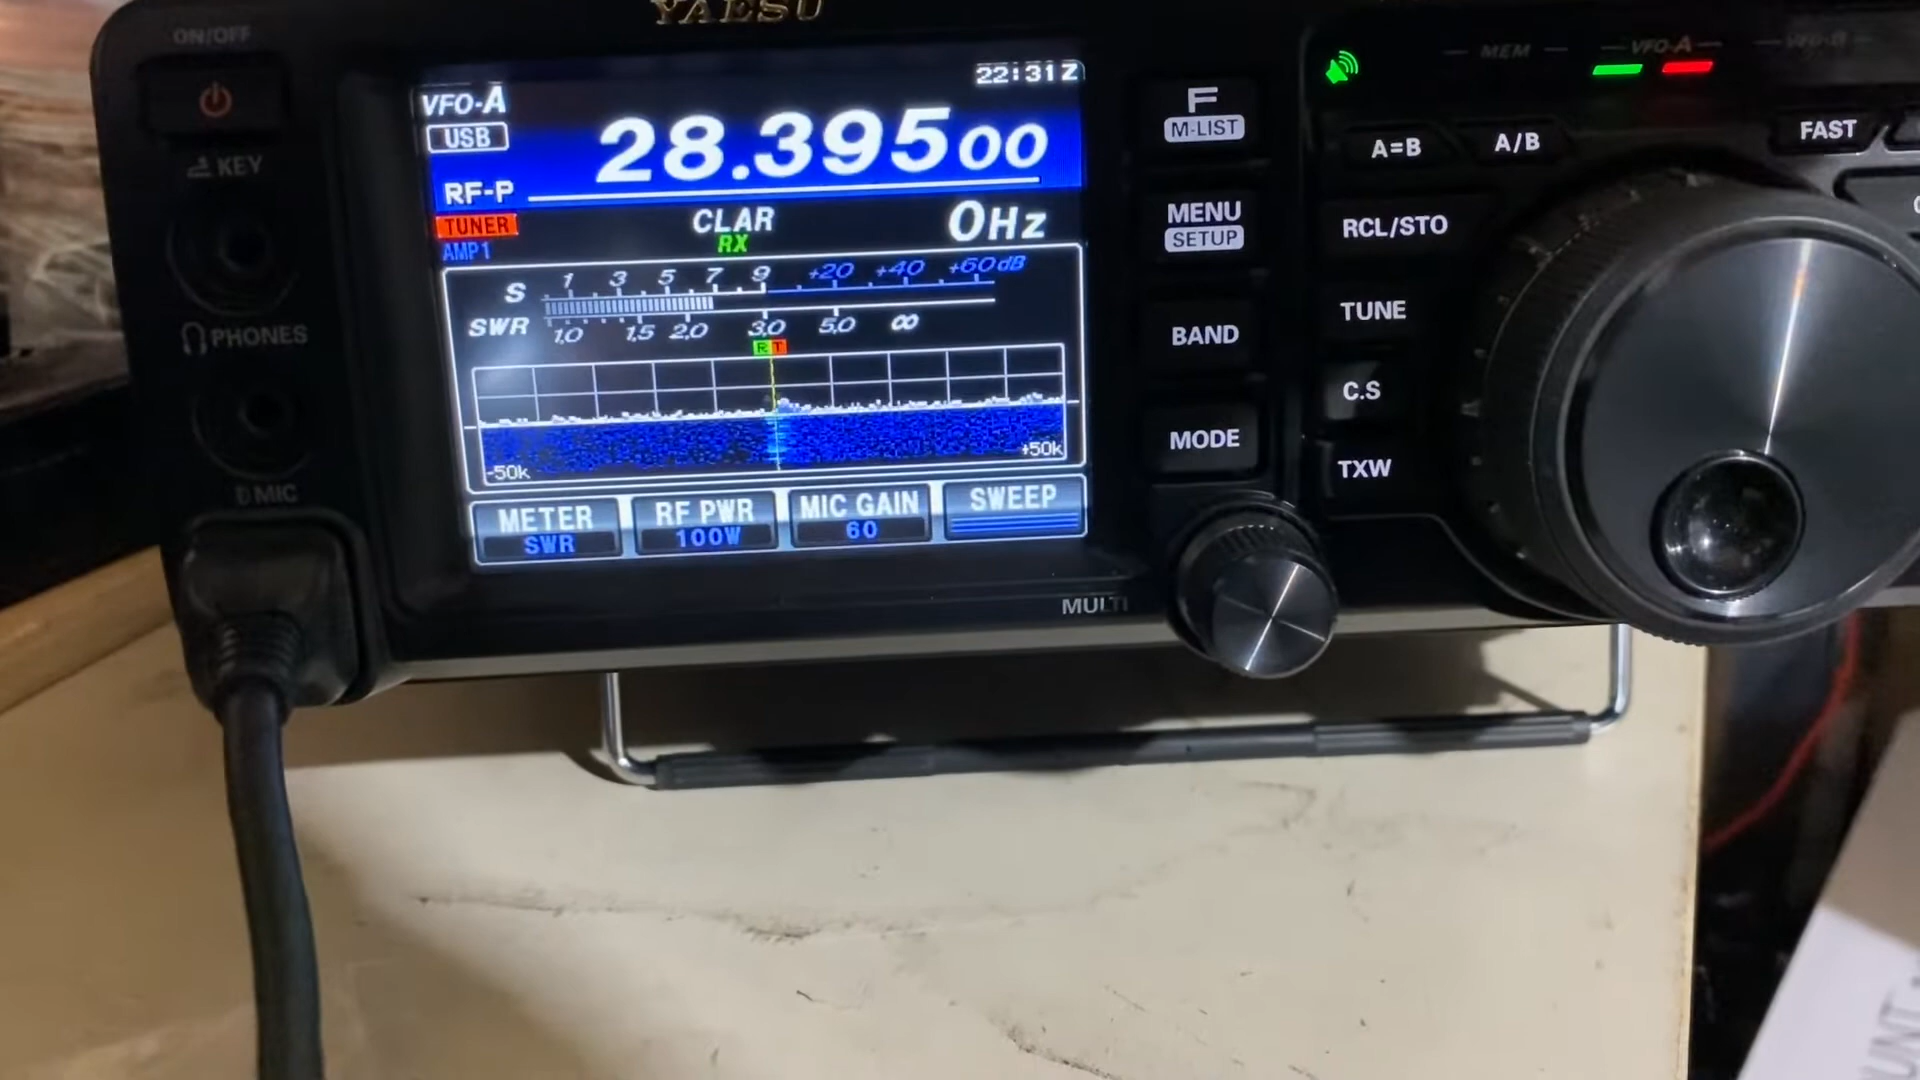 YAESU
ON/OFF
KEY
PHONES
MIC
22:31Z
VFO-A
USB
28.39500
RF-P
TUNER
AMP1
CLAR
RX
0Hz
S 1 3 5 7 9 +20 +40 +60dB
SWR 1.0 1.5 2.0 3.0 5.0 ∞
R T
-50k
+50k
METER
SWR
RF PWR
100W
MIC GAIN
60
SWEEP
MULTI
F
M-LIST
MENU
SETUP
BAND
MODE
MEM
VFO-A
VFO-B
A=B
A/B
FAST
RCL/STO
TUNE
C.S
TXW